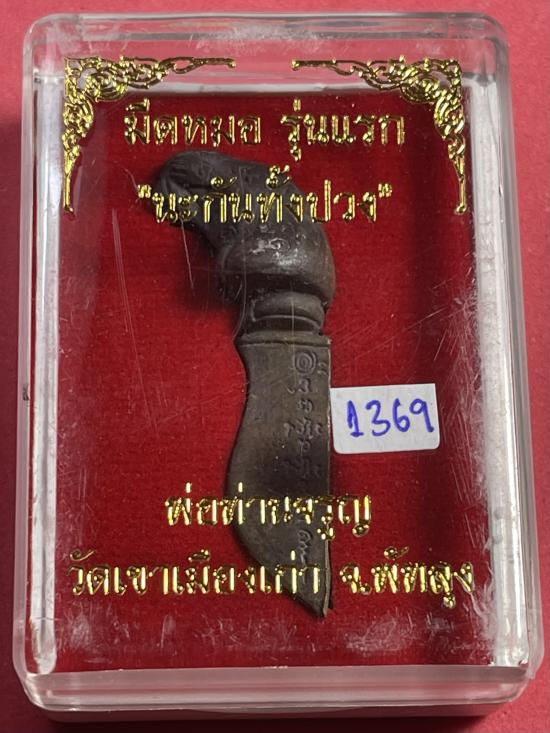 มีดหมอ รุ่นแรก
"นะกันทั้งปวง"
1369
พ่อท่านจรูญ
วัดเขาเมืองเก่า จ.พัทลุง